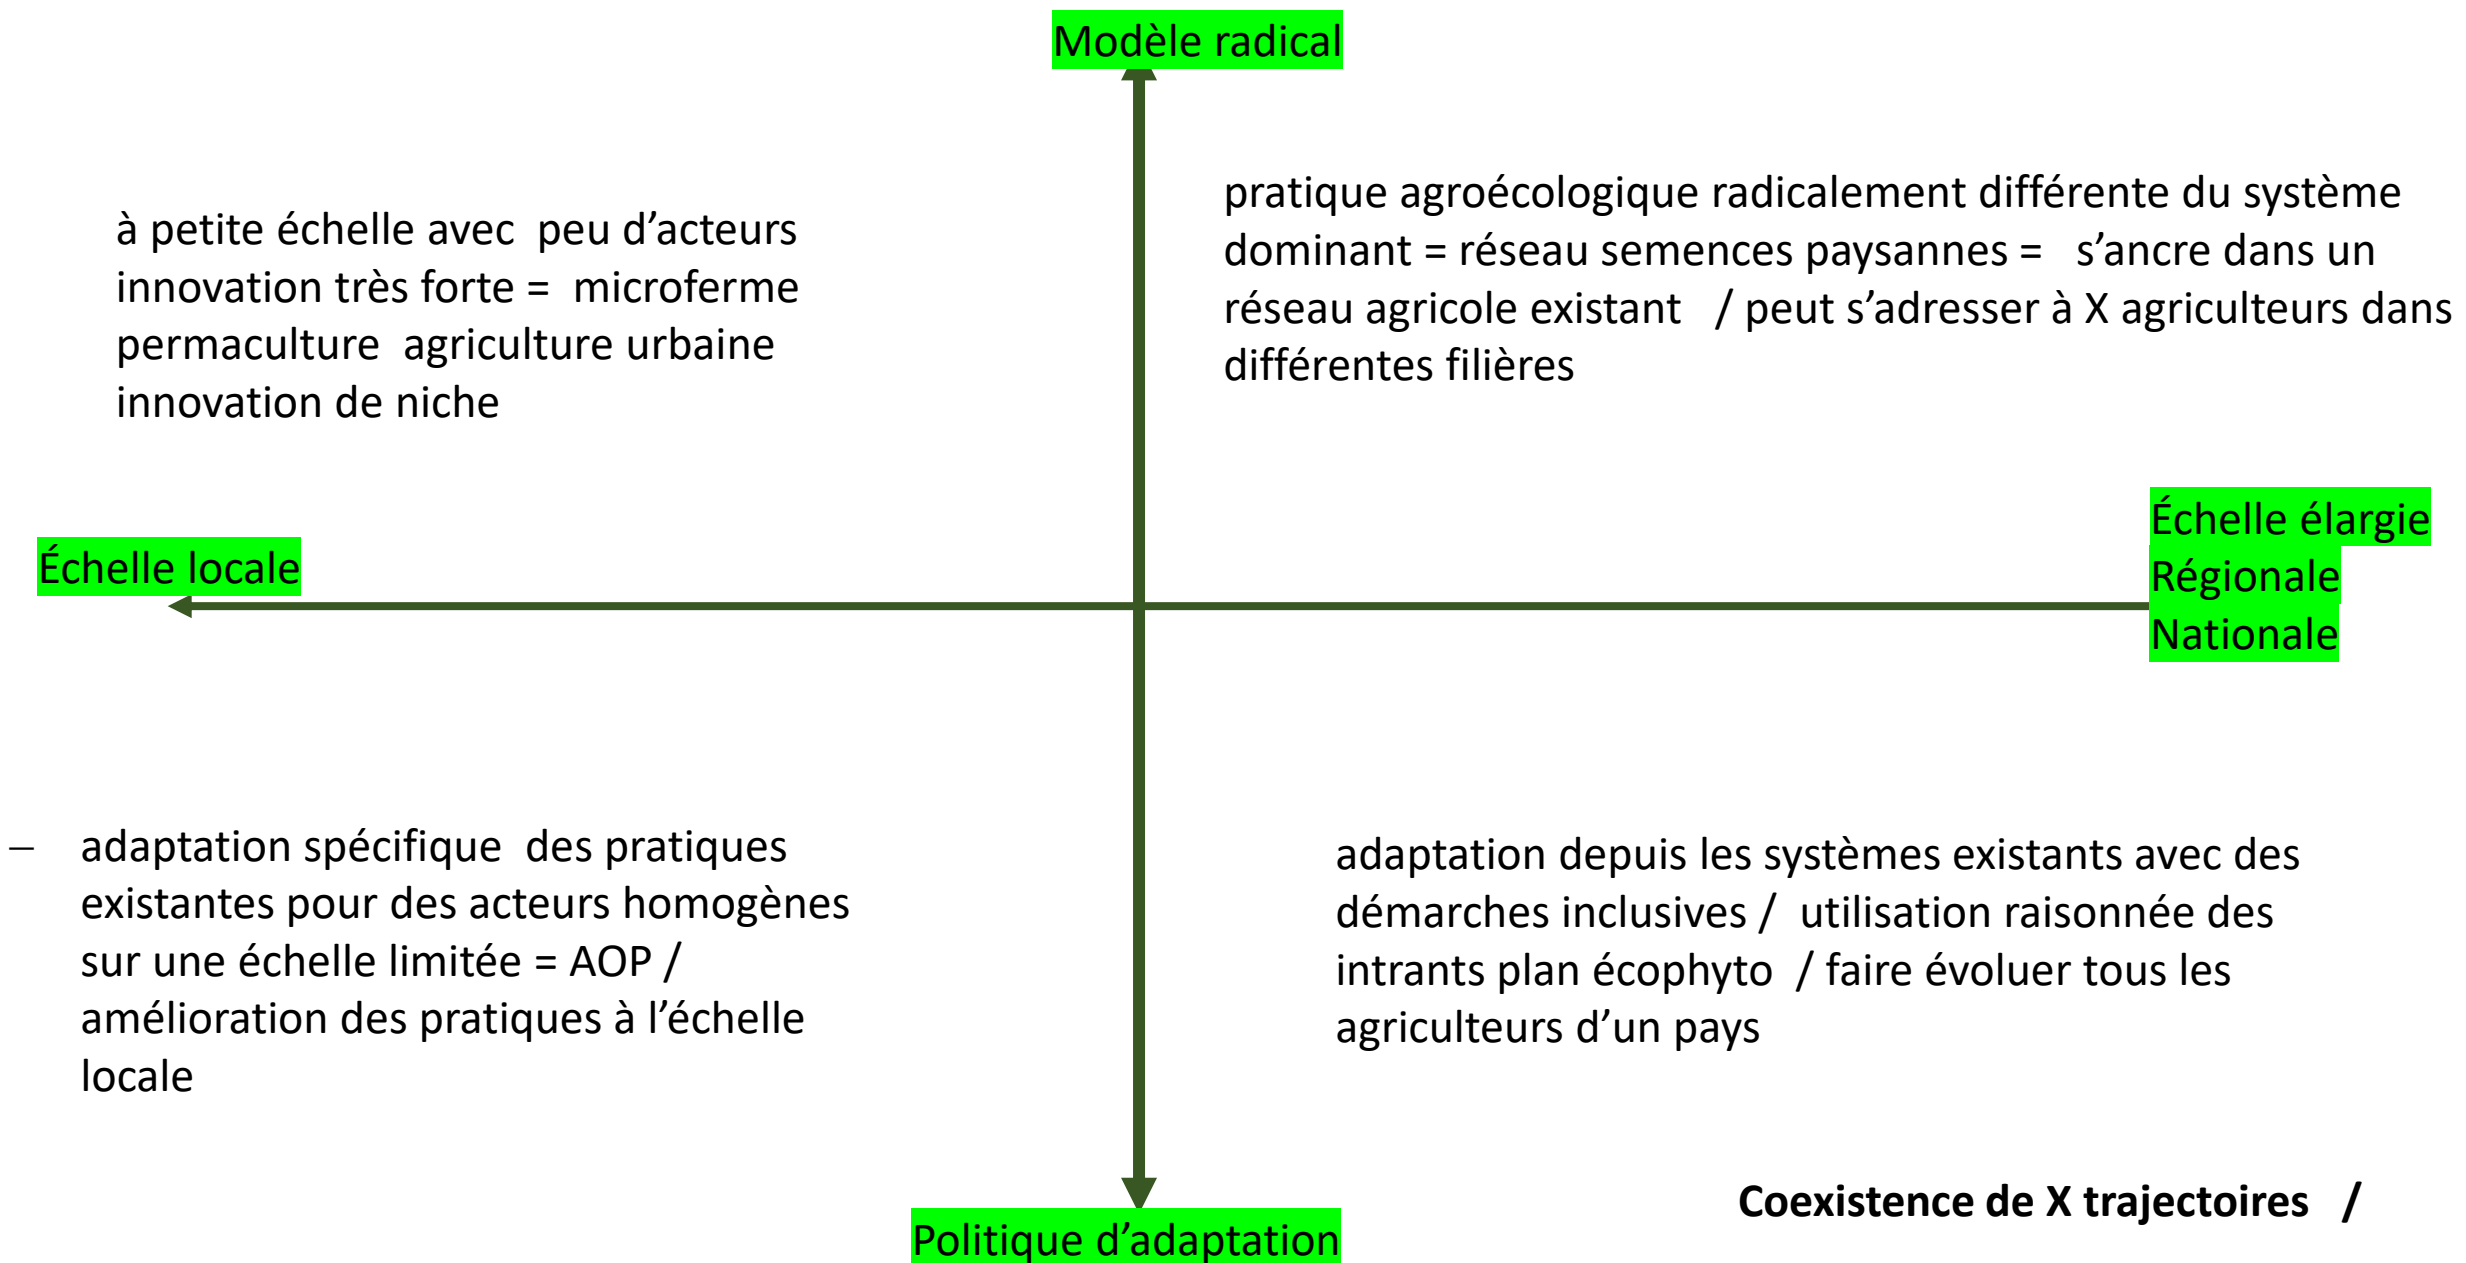 Modèle radical
à petite échelle avec peu d’acteurs
innovation très forte = microferme
permaculture agriculture urbaine
innovation de niche
pratique agroécologique radicalement différente du système
dominant = réseau semences paysannes = s’ancre dans un
réseau agricole existant / peut s’adresser à X agriculteurs dans
différentes filières
Échelle locale
Échelle élargie
Régionale
Nationale
– adaptation spécifique des pratiques
existantes pour des acteurs homogènes
sur une échelle limitée = AOP /
amélioration des pratiques à l’échelle
locale
adaptation depuis les systèmes existants avec des
démarches inclusives / utilisation raisonnée des
intrants plan écophyto / faire évoluer tous les
agriculteurs d’un pays
Coexistence de X trajectoires /
Politique d’adaptation